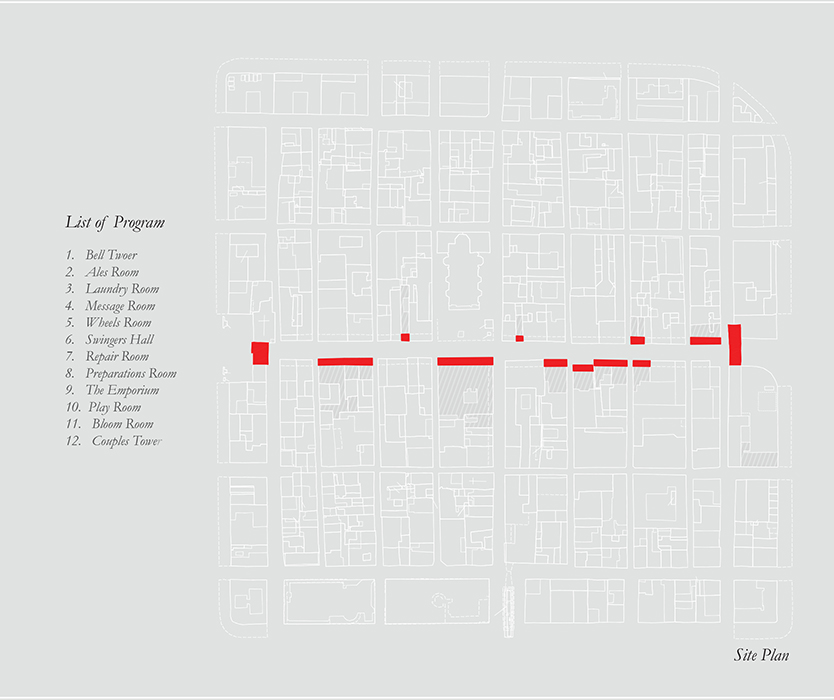 List of Program
1. Bell Twoer
2. Ales Room
3. Laundry Room
4. Message Room
5. Wheels Room
6. Swingers Hall
7. Repair Room
8. Preparations Room
9. The Emporium
10. Play Room
11. Bloom Room
12. Couples Tower
Site Plan